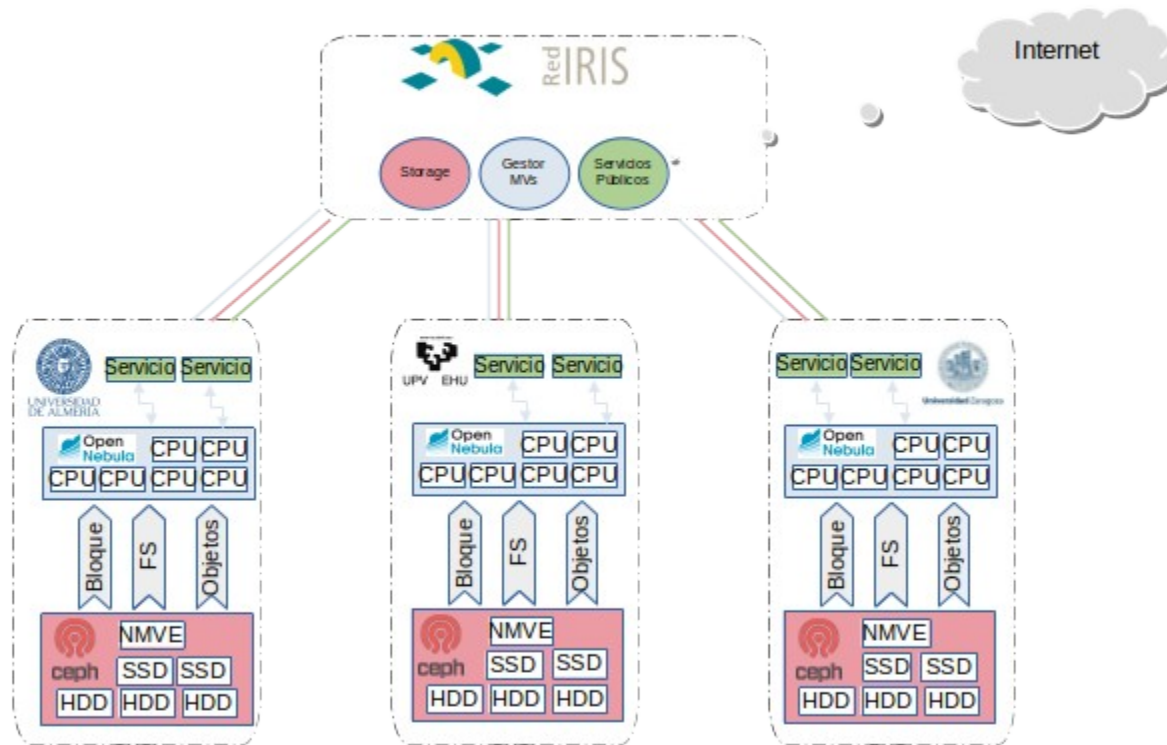 Internet
Red IRIS
Storage
Gestor
MVs
Servicios
Públicos
Servicio Servicio
UNIVERSIDAD
DE ALMERÍA
Open
Nebula
CPU CPU
CPU CPU CPU CPU
Bloque FS Objetos
NMVE
ceph
SSD SSD
HDD HDD HDD
UPV EHU
Servicio Servicio
Open
Nebula
CPU CPU
CPU CPU CPU CPU
Bloque FS Objetos
NMVE
ceph
SSD SSD
HDD HDD HDD
Servicio Servicio
Universidad Zaragoza
Open
Nebula
CPU CPU
CPU CPU CPU CPU
Bloque FS Objetos
NMVE
ceph
SSD SSD
HDD HDD HDD